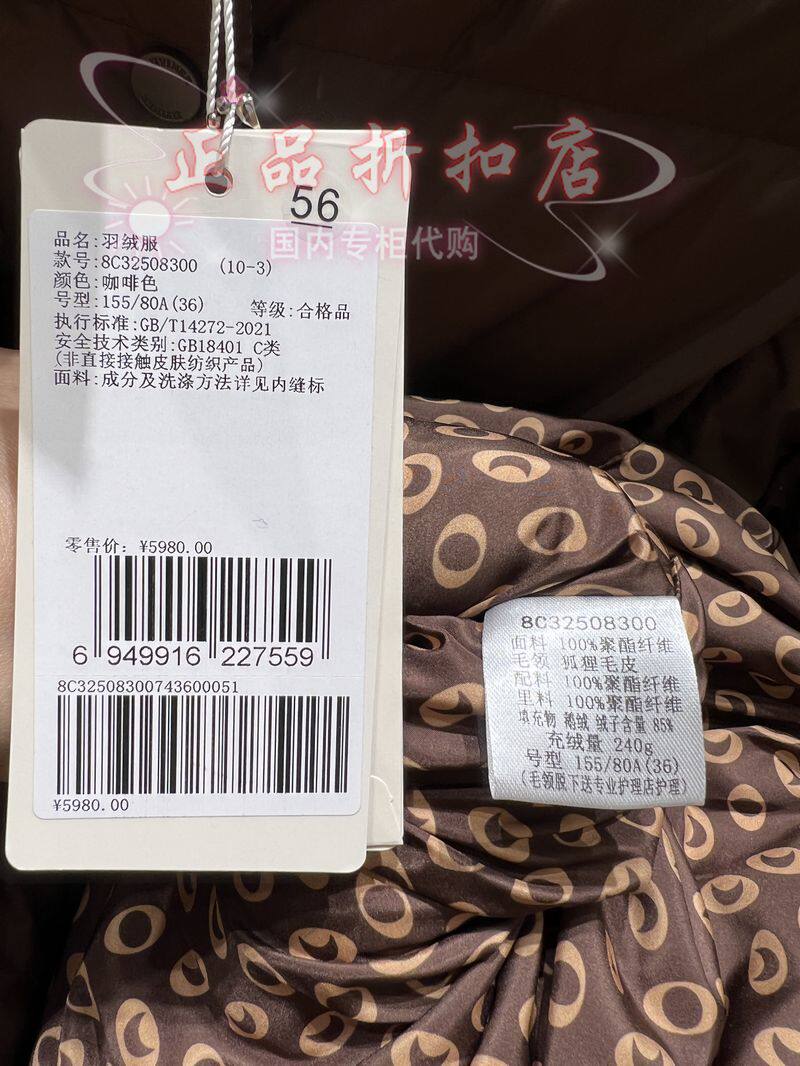 正品折扣店
国内专柜代购
56
品名:羽绒服
款号:8C32508300 (10-3)
颜色:咖啡色
号型:155/80A(36) 等级:合格品
执行标准:GB/T14272-2021
安全技术类别:GB18401 C类
(非直接接触皮肤纺织产品)
面料:成分及洗涤方法详见内缝标
零售价: ¥5980.00
6 949916 227559
8C32508300743600051
¥5980.00
8C32508300
面料 100%聚酯纤维
毛领 狐狸毛皮
配料 100%聚酯纤维
里料 100%聚酯纤维
填充物 鹅绒 绒子含量 85%
充绒量 240g
号型 155/80A(36)
(毛领脱下送专业护理店护理)